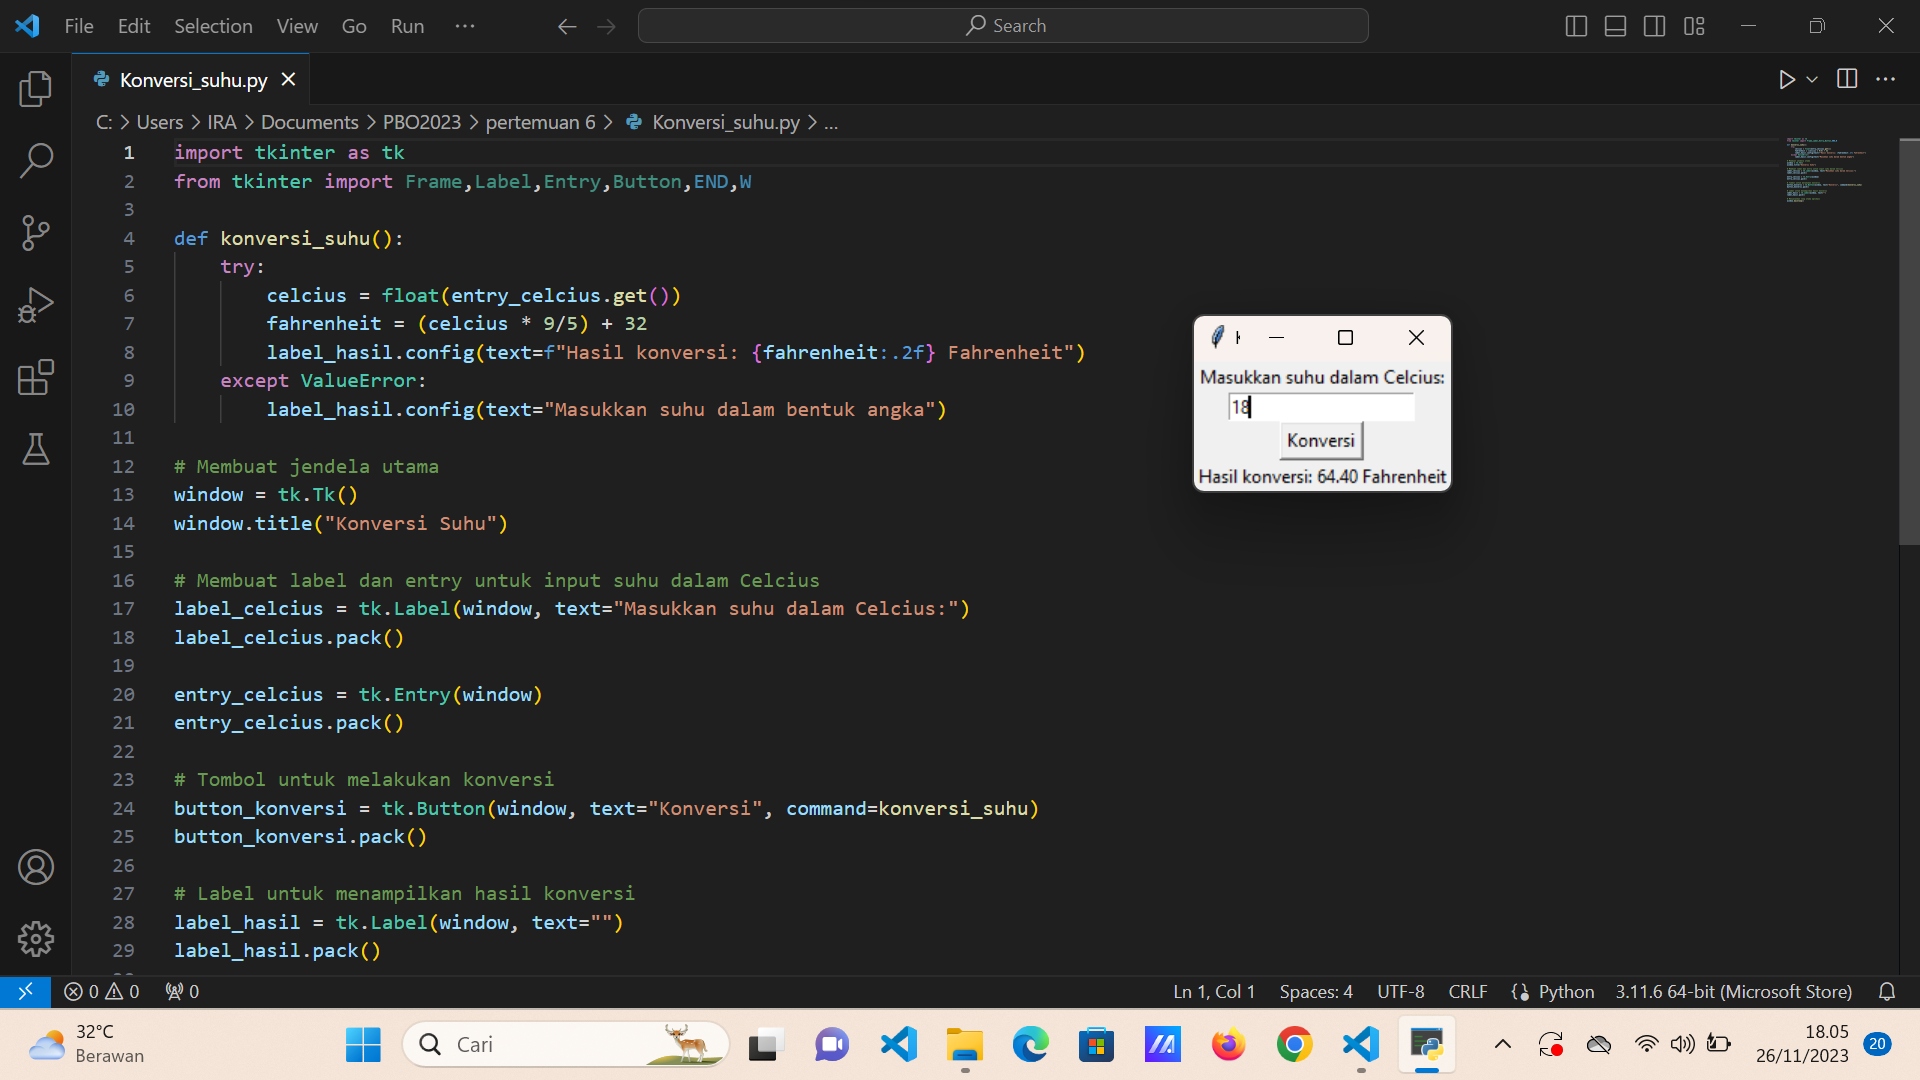 File Edit Selection View Go Run ... Search
Konversi_suhu.py
C: > Users > IRA > Documents > PBO2023 > pertemuan 6 > Konversi_suhu.py > ...
1 import tkinter as tk
2 from tkinter import Frame,Label,Entry,Button,END,W
3
4 def konversi_suhu():
5     try:
6         celcius = float(entry_celcius.get())
7         fahrenheit = (celcius * 9/5) + 32
8         label_hasil.config(text=f"Hasil konversi: {fahrenheit:.2f} Fahrenheit")
9     except ValueError:
10         label_hasil.config(text="Masukkan suhu dalam bentuk angka")
11
12 # Membuat jendela utama
13 window = tk.Tk()
14 window.title("Konversi Suhu")
15
16 # Membuat label dan entry untuk input suhu dalam Celcius
17 label_celcius = tk.Label(window, text="Masukkan suhu dalam Celcius:")
18 label_celcius.pack()
19
20 entry_celcius = tk.Entry(window)
21 entry_celcius.pack()
22
23 # Tombol untuk melakukan konversi
24 button_konversi = tk.Button(window, text="Konversi", command=konversi_suhu)
25 button_konversi.pack()
26
27 # Label untuk menampilkan hasil konversi
28 label_hasil = tk.Label(window, text="")
29 label_hasil.pack()
Masukkan suhu dalam Celcius:
18
Konversi
Hasil konversi: 64.40 Fahrenheit
0 0 0 Ln 1, Col 1 Spaces: 4 UTF-8 CRLF Python 3.11.6 64-bit (Microsoft Store)
32°C
Berawan
Cari
18.05
26/11/2023
20